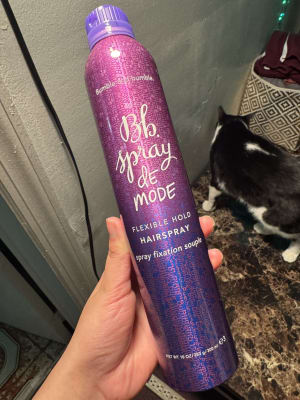 Bumble and bumble.
Bb.
spray
de
MODE
FLEXIBLE HOLD
HAIRSPRAY
spray fixation souple